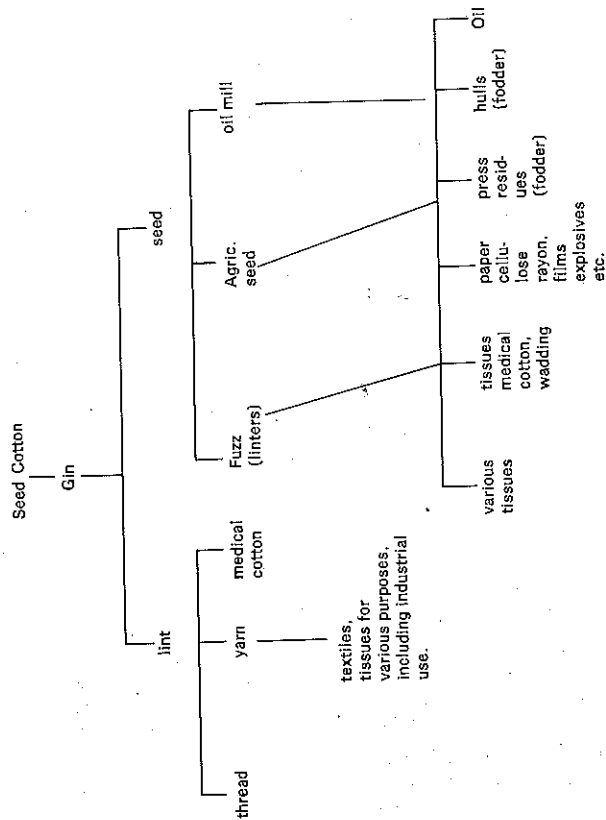 Seed Cotton
Gin
lint
seed
thread
yarn
medical
cotton
Fuzz
(linters)
Agric.
seed
oil mill
textiles,
tissues for
various purposes,
including industrial
use.
various
tissues
tissues
medical
cotton,
wadding
paper
cellu-
lose
rayon,
films
explosives
etc.
press
resid-
ues
(fodder)
hulls
(fodder)
Oil